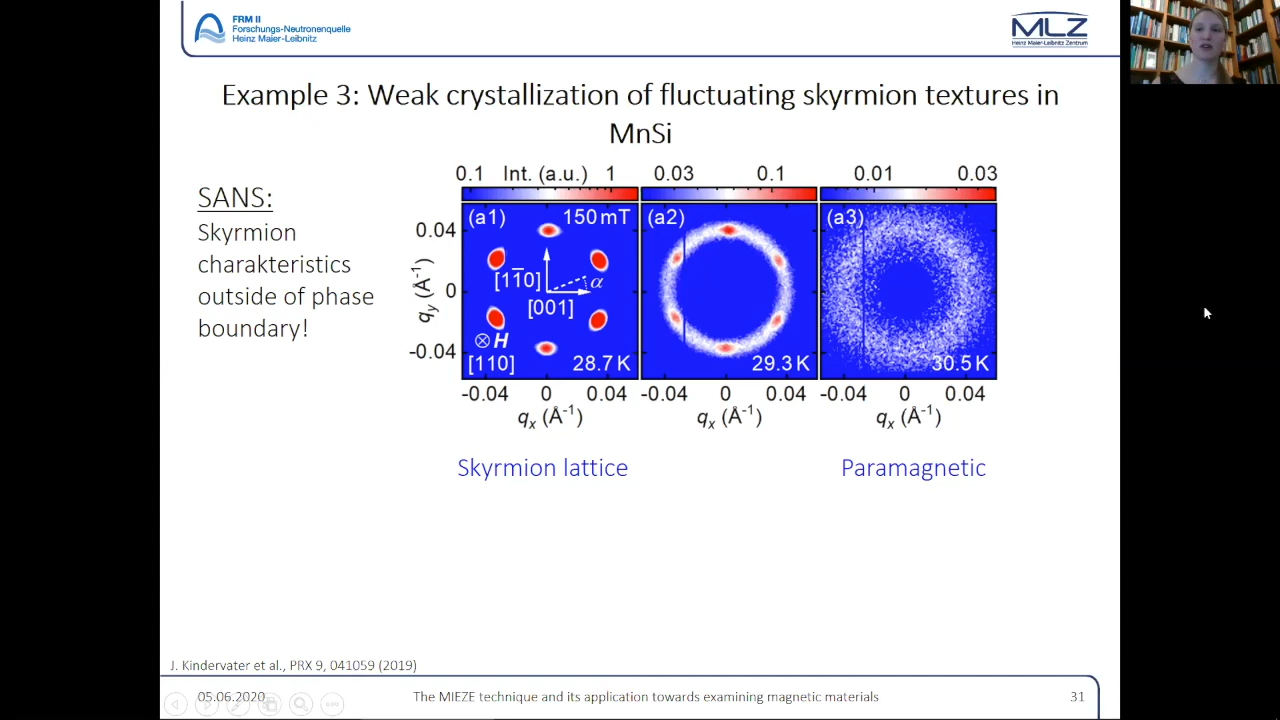 FRM II
Forschungs-Neutronenquelle
Heinz Maier-Leibnitz
MLZ
Heinz Maier-Leibnitz Zentrum
Example 3: Weak crystallization of fluctuating skyrmion textures in
MnSi
SANS:
Skyrmion
charakteristics
outside of phase
boundary!
0.1 Int. (a.u.) 1 0.03 0.1 0.01 0.03
(a1) 150 mT (a2) (a3)
0.04
[11̅0] α
0
[001]
qy (Å-1)
⊗ H
-0.04
[110] 28.7 K 29.3 K 30.5 K
-0.04 0 0.04 -0.04 0 0.04 -0.04 0 0.04
qx (Å-1) qx (Å-1) qx (Å-1)
Skyrmion lattice Paramagnetic
J. Kindervater et al., PRX 9, 041059 (2019)
05.06.2020 The MIEZE technique and its application towards examining magnetic materials 31